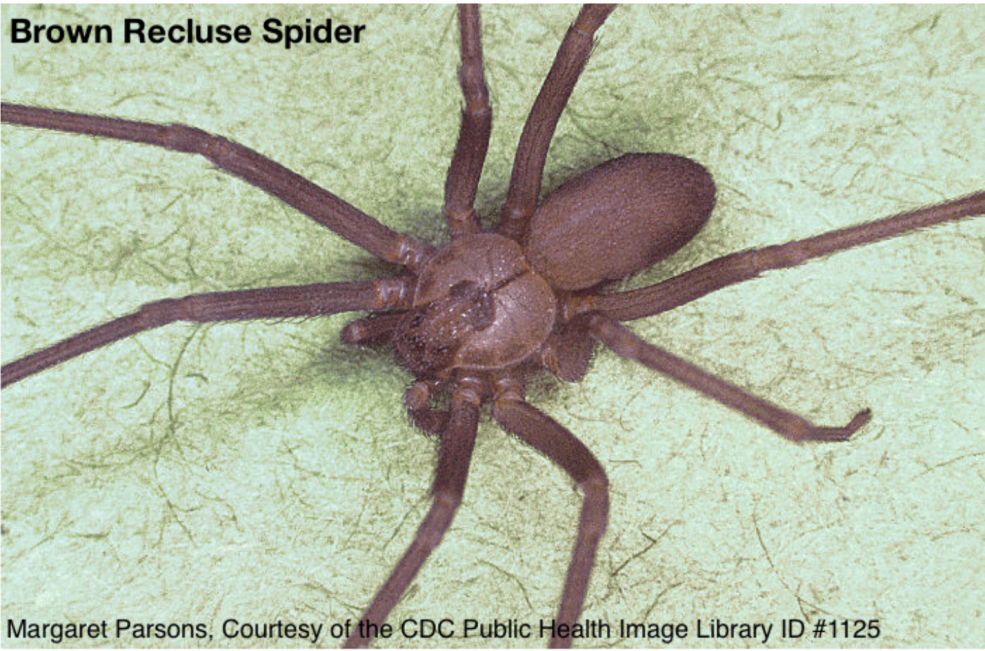 Brown Recluse Spider
Margaret Parsons, Courtesy of the CDC Public Health Image Library ID #1125